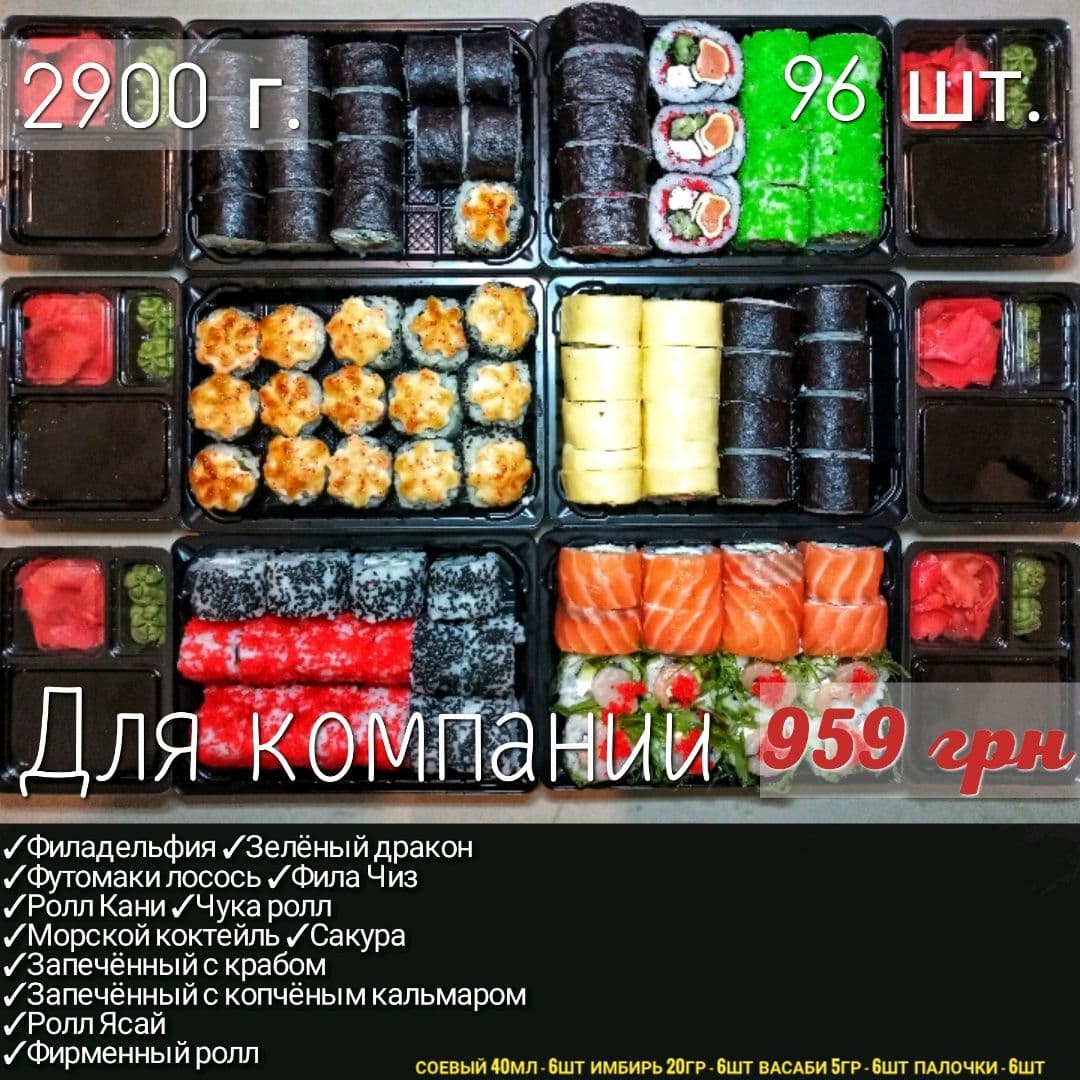 2900 г. 96 шт.
Для компании 959 грн
✓Филадельфия ✓Зелёный дракон
✓Футомаки лосось ✓Фила Чиз
✓Ролл Кани ✓Чука ролл
✓Морской коктейль ✓Сакура
✓Запечённый с крабом
✓Запечённый с копчёным кальмаром
✓Ролл Ясай
✓Фирменный ролл
СОЕВЫЙ 40МЛ - 6ШТ ИМБИРЬ 20ГР - 6ШТ ВАСАБИ 5ГР - 6ШТ ПАЛОЧКИ - 6ШТ